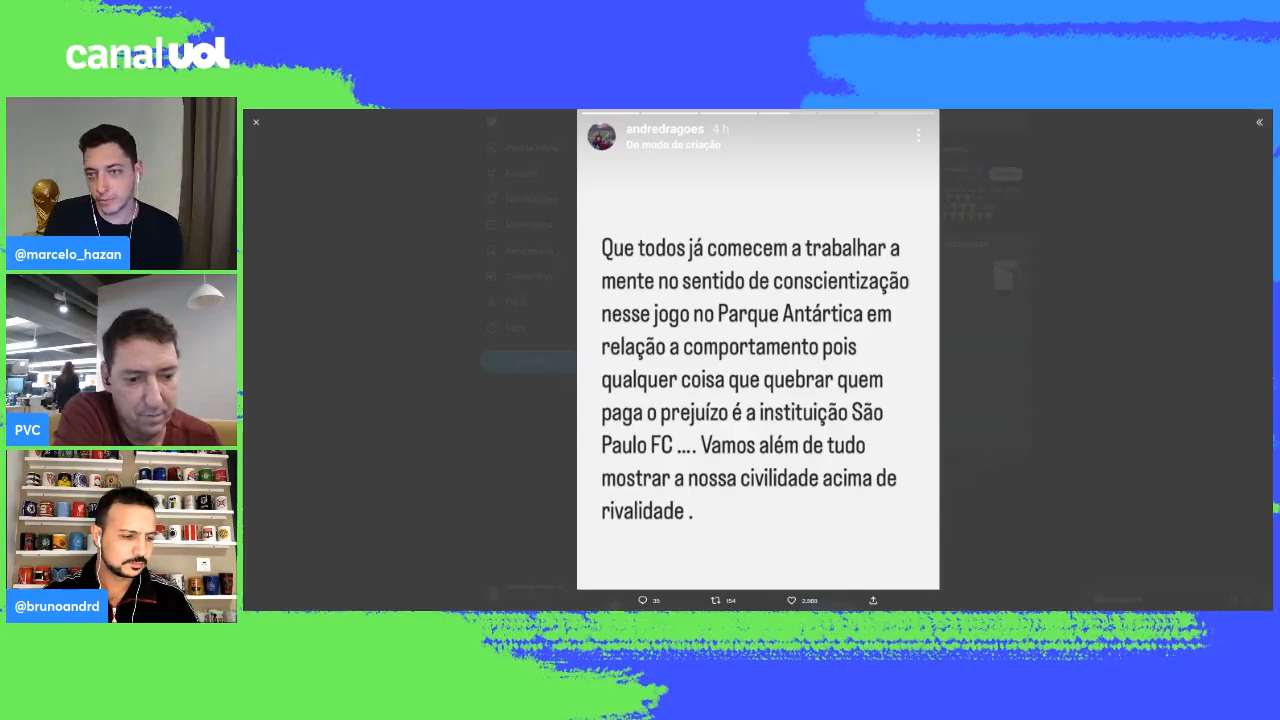 canal uol
@marcelo_hazan
PVC
@brunoandrd
andredragoes 4 h
Do modo de criação
Que todos já comecem a trabalhar a
mente no sentido de conscientização
nesse jogo no Parque Antártica em
relação a comportamento pois
qualquer coisa que quebrar quem
paga o prejuízo é a instituição São
Paulo FC .... Vamos além de tudo
mostrar a nossa civilidade acima de
rivalidade .
35
154